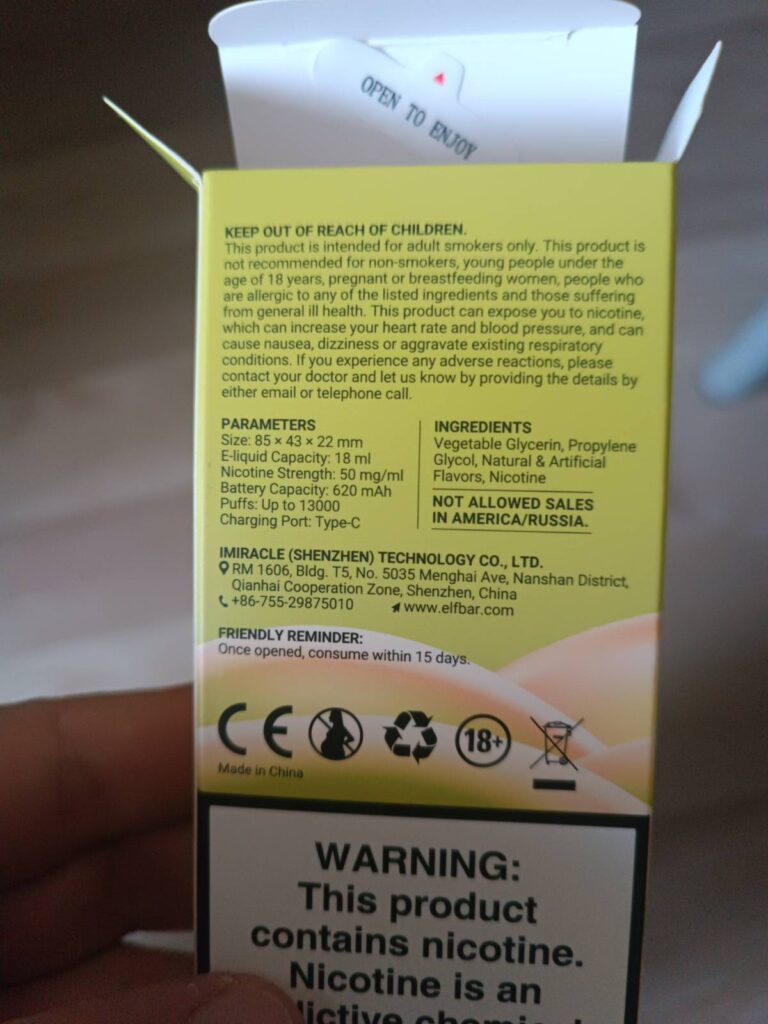 OPEN TO ENJOY
KEEP OUT OF REACH OF CHILDREN.
This product is intended for adult smokers only. This product is
not recommended for non-smokers, young people under the
age of 18 years, pregnant or breastfeeding women, people who
are allergic to any of the listed ingredients and those suffering
from general ill health. This product can expose you to nicotine,
which can increase your heart rate and blood pressure, and can
cause nausea, dizziness or aggravate existing respiratory
conditions. If you experience any adverse reactions, please
contact your doctor and let us know by providing the details by
either email or telephone call.
PARAMETERS
Size: 85 × 43 × 22 mm
E-liquid Capacity: 18 ml
Nicotine Strength: 50 mg/ml
Battery Capacity: 620 mAh
Puffs: Up to 13000
Charging Port: Type-C
INGREDIENTS
Vegetable Glycerin, Propylene
Glycol, Natural & Artificial
Flavors, Nicotine
NOT ALLOWED SALES
IN AMERICA/RUSSIA.
IMIRACLE (SHENZHEN) TECHNOLOGY CO., LTD.
RM 1606, Bldg. T5, No. 5035 Menghai Ave, Nanshan District,
Qianhai Cooperation Zone, Shenzhen, China
+86-755-29875010 www.elfbar.com
FRIENDLY REMINDER:
Once opened, consume within 15 days.
CE 18+
Made in China
WARNING:
This product
contains nicotine.
Nicotine is an